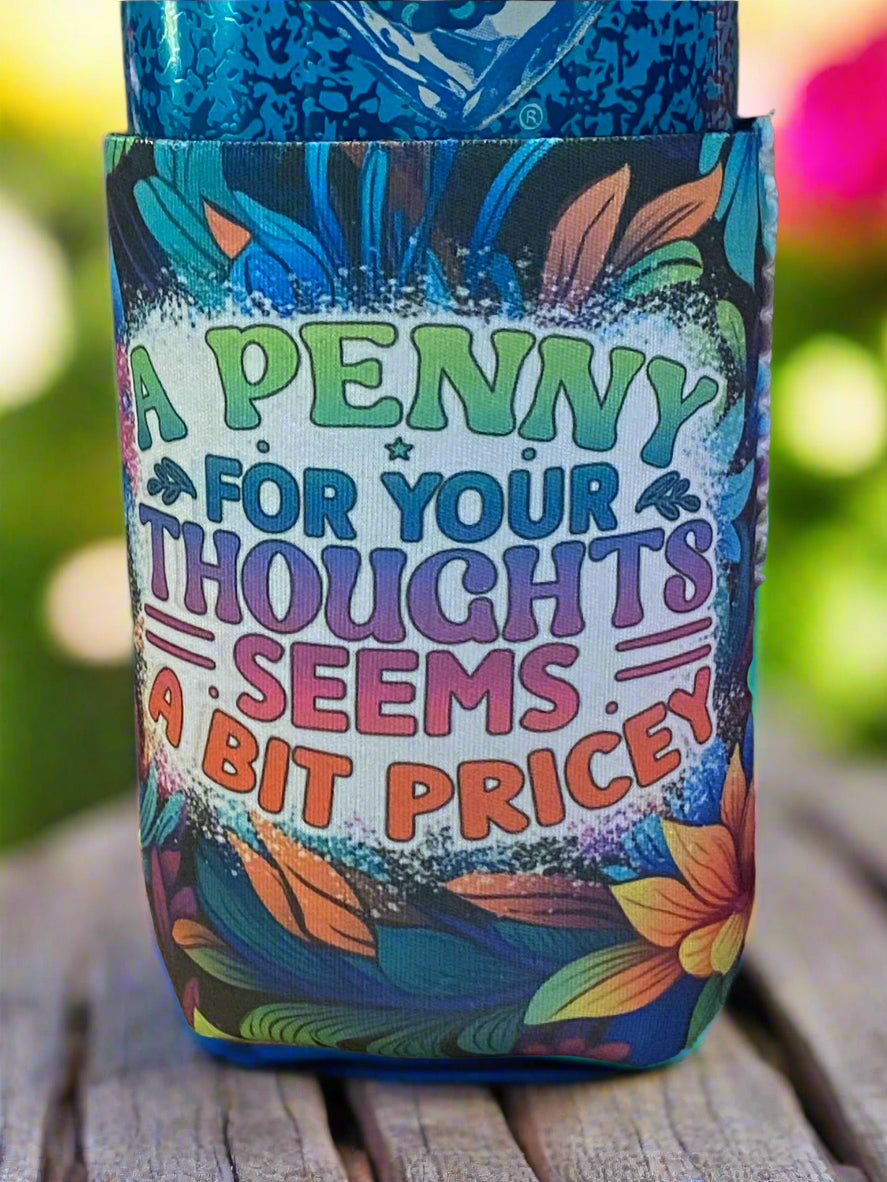 ®
A PENNY
FOR YOUR
THOUGHTS
SEEMS
A BIT PRICEY